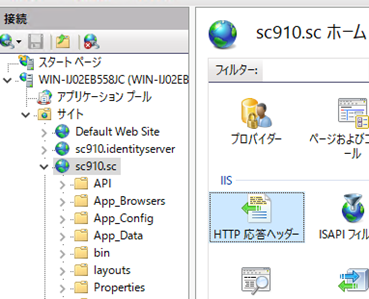 接続
スタート ページ
WIN-IJ02EB558JC (WIN-IJ02EB
アプリケーション プール
サイト
Default Web Site
sc910.identityserver
sc910.sc
API
App_Browsers
App_Config
App_Data
bin
layouts
Properties
sc910.sc ホーム
フィルター:
プロバイダー
ページおよびコ
ール
IIS
HTTP 応答ヘッダー
ISAPI フィル